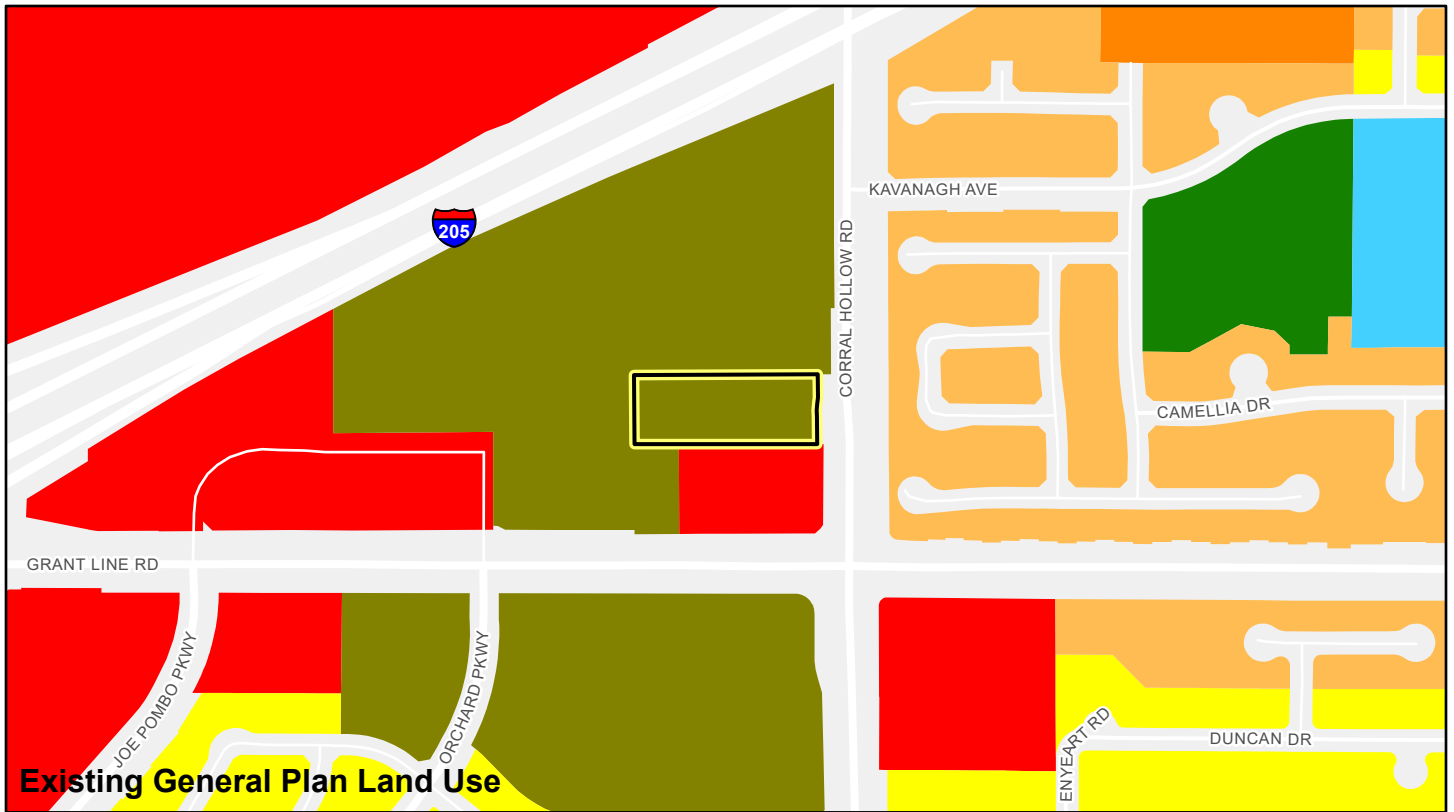 KAVANAGH AVE
205
CORRAL HOLLOW RD
CAMELLIA DR
GRANT LINE RD
JOE POMBO PKWY
ORCHARD PKWY
ENYEART RD
DUNCAN DR
Existing General Plan Land Use